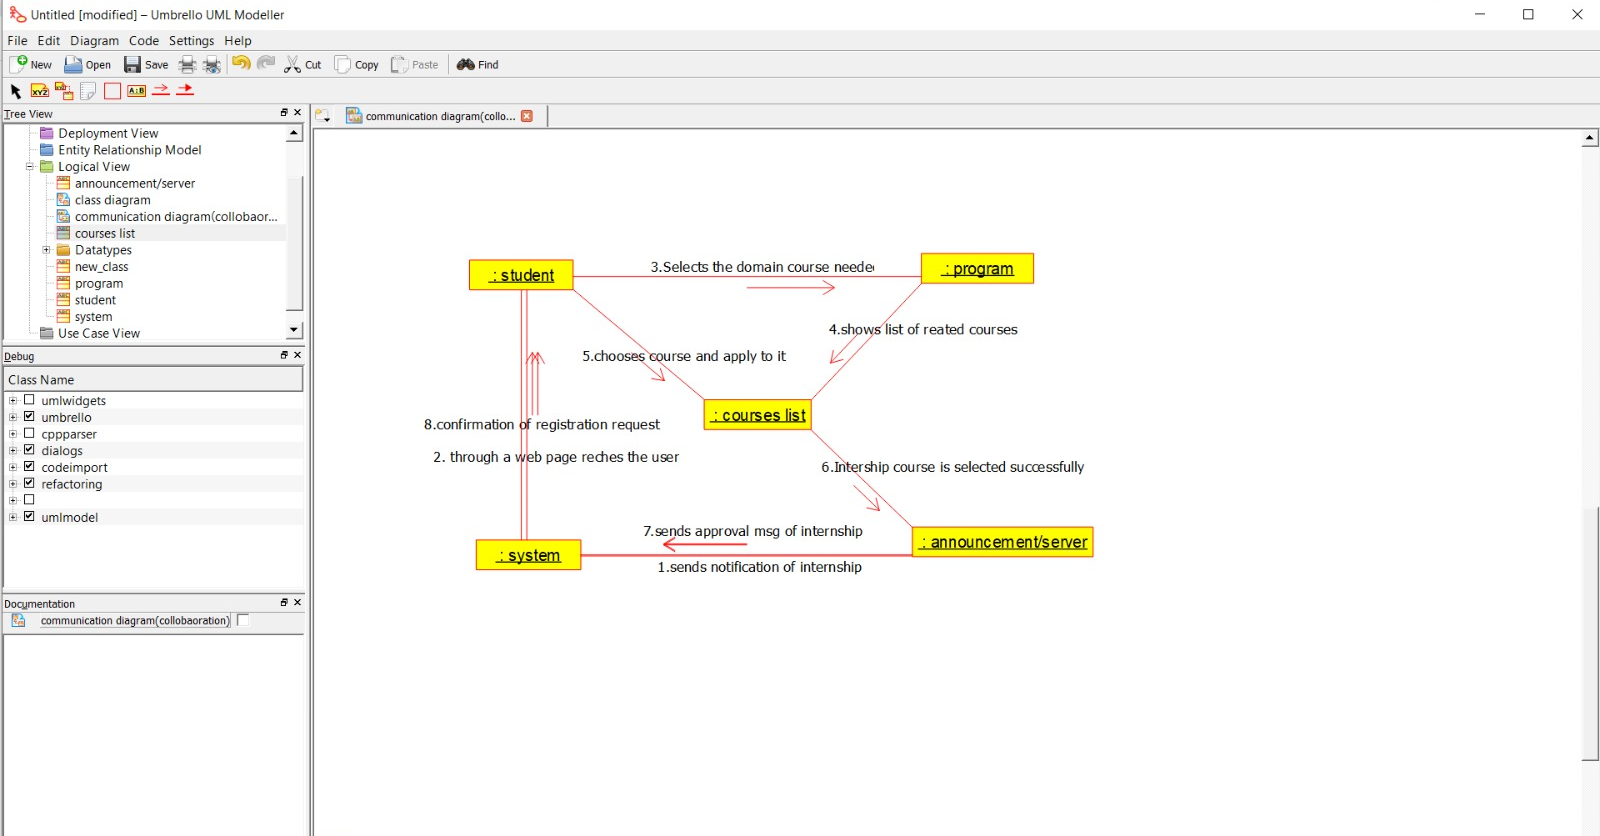 Untitled [modified] – Umbrello UML Modeller
File Edit Diagram Code Settings Help
New Open Save Cut Copy Paste Find
XYZ A:B
Tree View
communication diagram(collo...
Deployment View
Entity Relationship Model
Logical View
announcement/server
class diagram
communication diagram(collobaor...
courses list
Datatypes
new_class
program
student
system
Use Case View
Debug
Class Name
umlwidgets
umbrello
cppparser
dialogs
codeimport
refactoring
umlmodel
Documentation
communication diagram(collobaoration)
: student
3.Selects the domain course neede
: program
4.shows list of reated courses
5.chooses course and apply to it
: courses list
8.confirmation of registration request
2. through a web page reches the user
6.Intership course is selected successfully
7.sends approval msg of internship
: announcement/server
: system
1.sends notification of internship